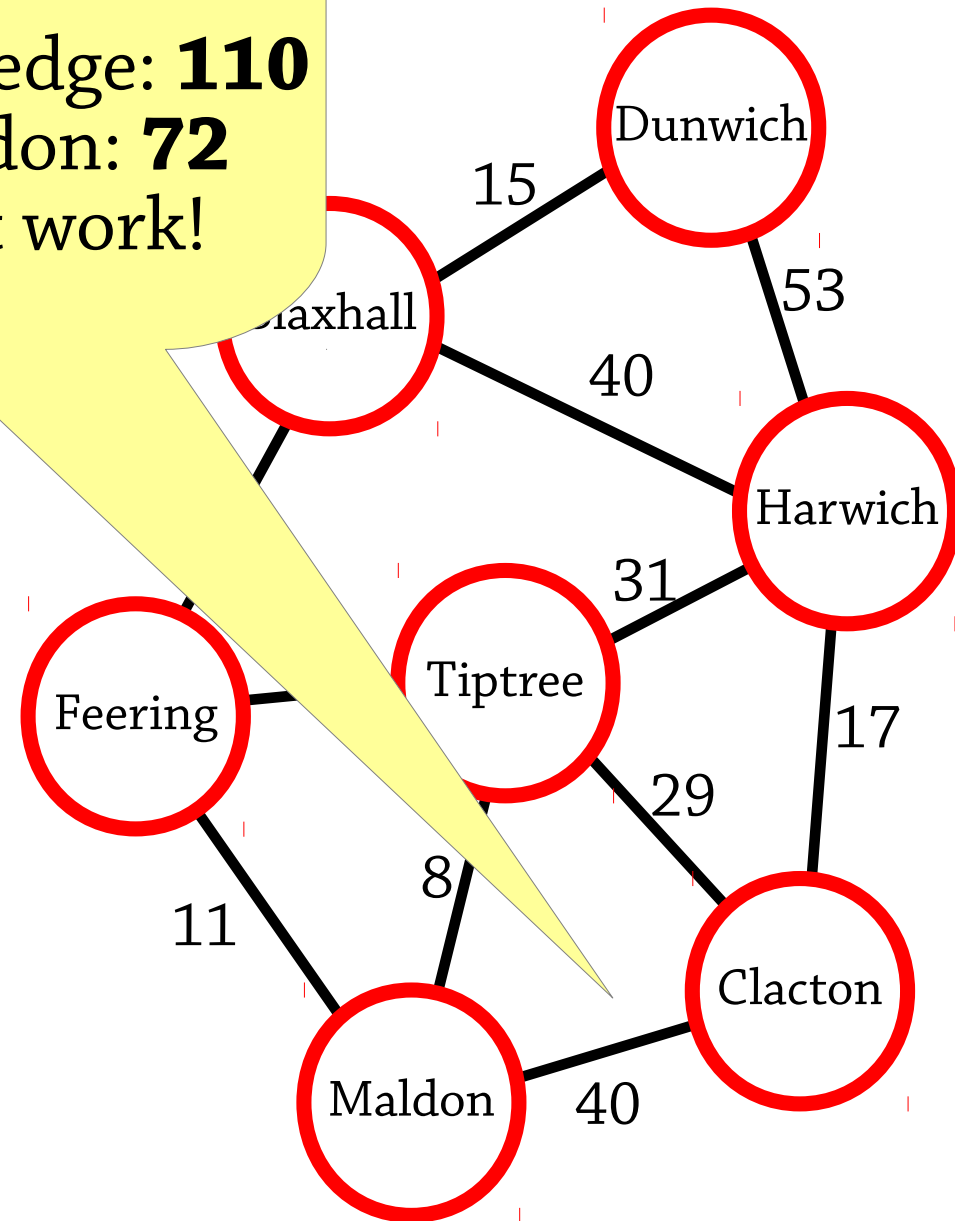 edge: 110
don: 72
t work!
Dunwich
15
53
axhall
40
Harwich
31
Tiptree
Feering
17
29
8
11
Clacton
Maldon
40